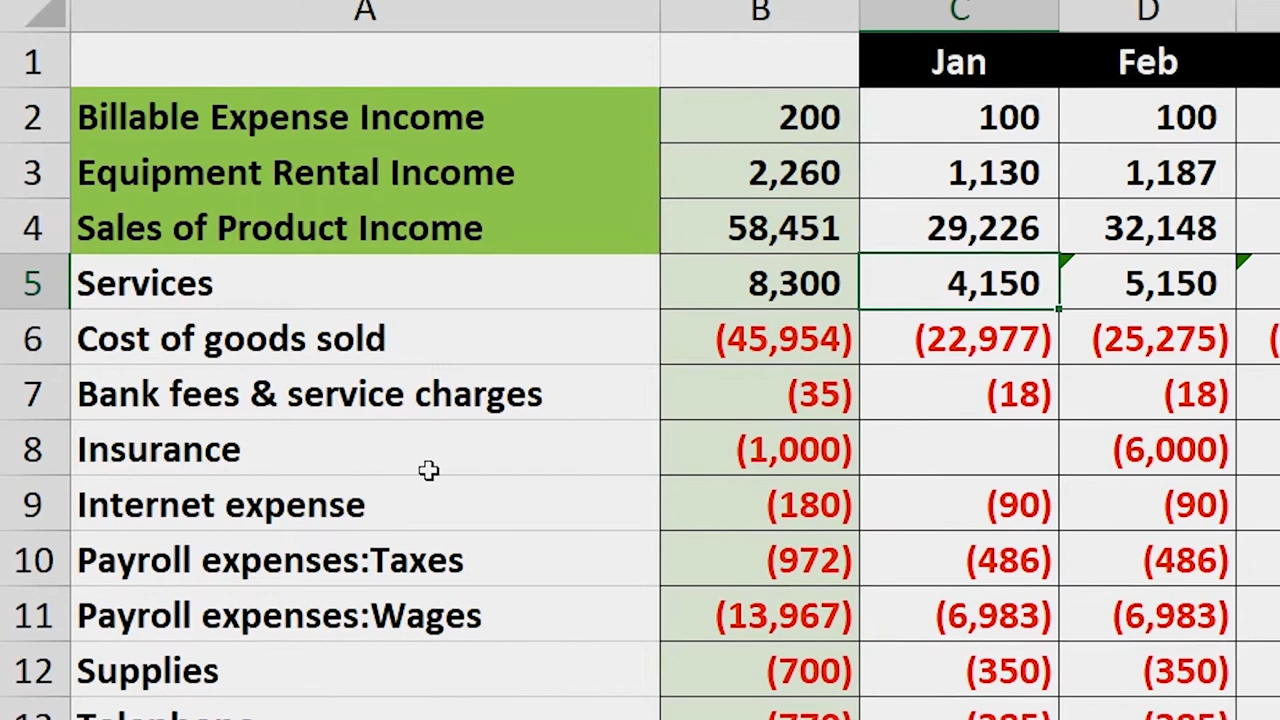 A B C D
1 Jan Feb
2 Billable Expense Income 200 100 100
3 Equipment Rental Income 2,260 1,130 1,187
4 Sales of Product Income 58,451 29,226 32,148
5 Services 8,300 4,150 5,150
6 Cost of goods sold (45,954) (22,977) (25,275) (
7 Bank fees & service charges (35) (18) (18)
8 Insurance (1,000) (6,000)
9 Internet expense (180) (90) (90)
10 Payroll expenses:Taxes (972) (486) (486)
11 Payroll expenses:Wages (13,967) (6,983) (6,983)
12 Supplies (700) (350) (350)